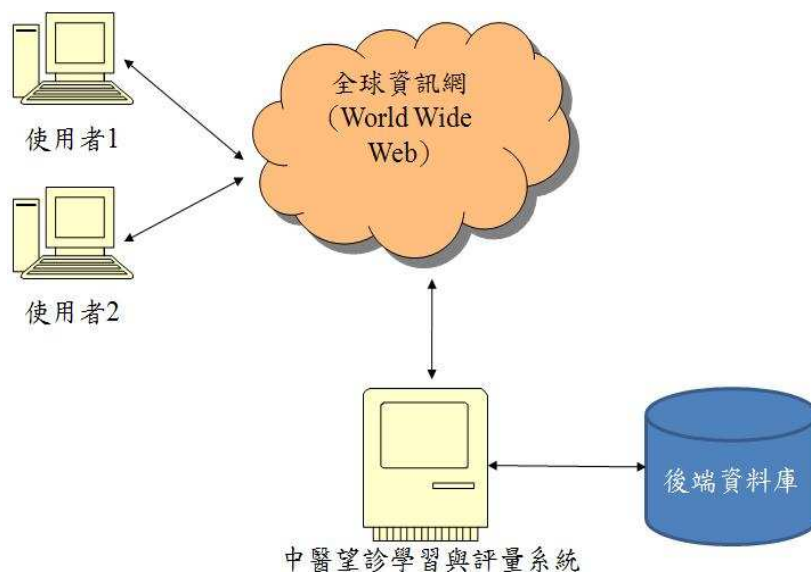 全球資訊網
（World Wide
Web）
使用者1
使用者2
後端資料庫
中醫望診學習與評量系統